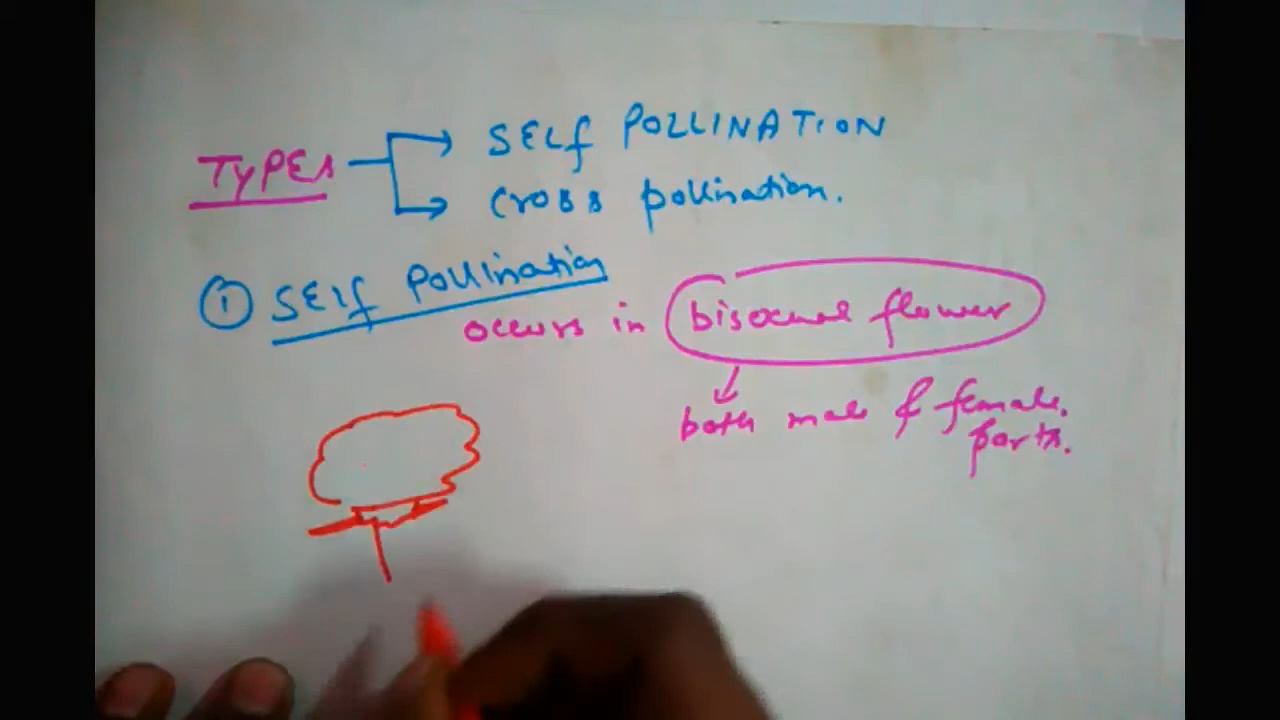 TYPES → SELF POLLINATION
→ Cross pollination.
① SELF Pollination
occurs in bisexual flower
both male & female
parts.